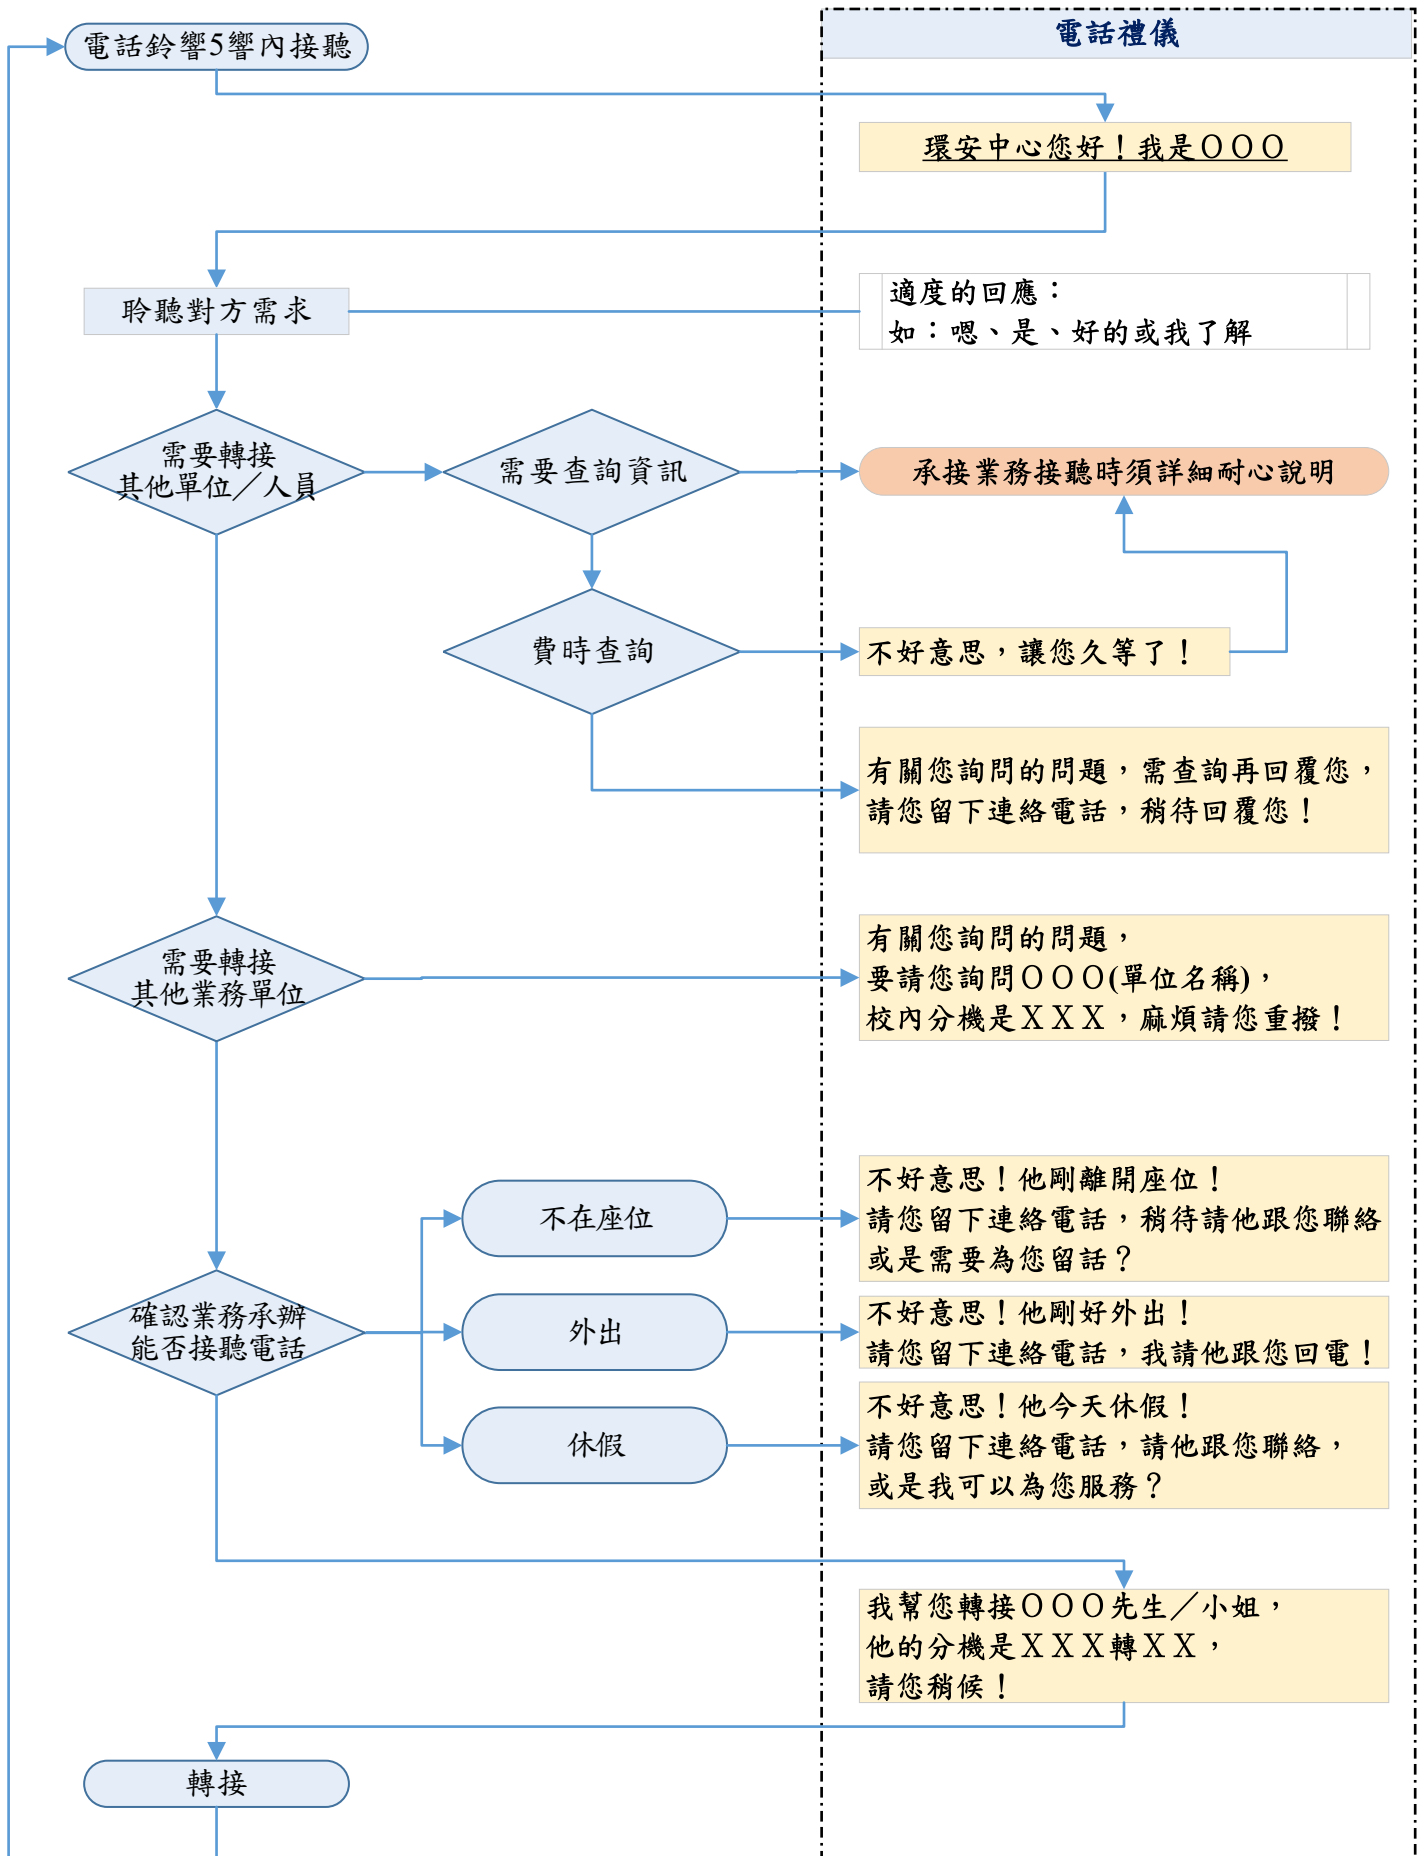 電話鈴響5響內接聽
電話禮儀
環安中心您好！我是ＯＯＯ
聆聽對方需求
適度的回應：
如：嗯、是、好的或我了解
需要轉接
其他單位／人員
需要查詢資訊
承接業務接聽時須詳細耐心說明
費時查詢
不好意思，讓您久等了！
有關您詢問的問題，需查詢再回覆您，
請您留下連絡電話，稍待回覆您！
需要轉接
其他業務單位
有關您詢問的問題，
要請您詢問ＯＯＯ(單位名稱)，
校內分機是ＸＸＸ，麻煩請您重撥！
不在座位
不好意思！他剛離開座位！
請您留下連絡電話，稍待請他跟您聯絡
或是需要為您留話？
確認業務承辦
能否接聽電話
外出
不好意思！他剛好外出！
請您留下連絡電話，我請他跟您回電！
休假
不好意思！他今天休假！
請您留下連絡電話，請他跟您聯絡，
或是我可以為您服務？
我幫您轉接ＯＯＯ先生／小姐，
他的分機是ＸＸＸ轉ＸＸ，
請您稍候！
轉接